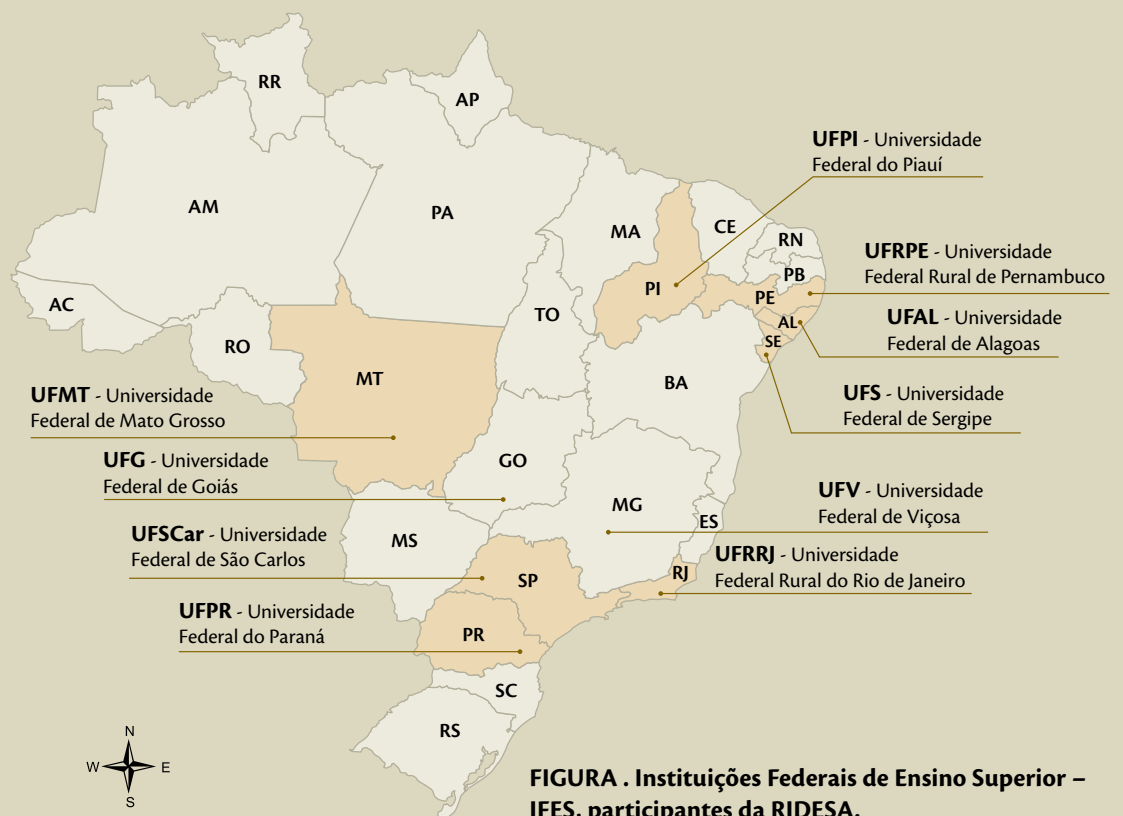 RR
AP
UFPI - Universidade
Federal do Piauí
AM
PA
MA
CE
RN
UFRPE - Universidade
Federal Rural de Pernambuco
PB
PI
PE
AC
TO
AL
UFAL - Universidade
Federal de Alagoas
RO
SE
MT
BA
UFMT - Universidade
Federal de Mato Grosso
UFS - Universidade
Federal de Sergipe
UFG - Universidade
Federal de Goiás
GO
UFV - Universidade
Federal de Viçosa
MG
ES
UFSCar - Universidade
Federal de São Carlos
MS
SP
RJ
UFRRJ - Universidade
Federal Rural do Rio de Janeiro
UFPR - Universidade
Federal do Paraná
PR
SC
RS
N
W E
S
FIGURA . Instituições Federais de Ensino Superior –
IFES, participantes da RIDESA.